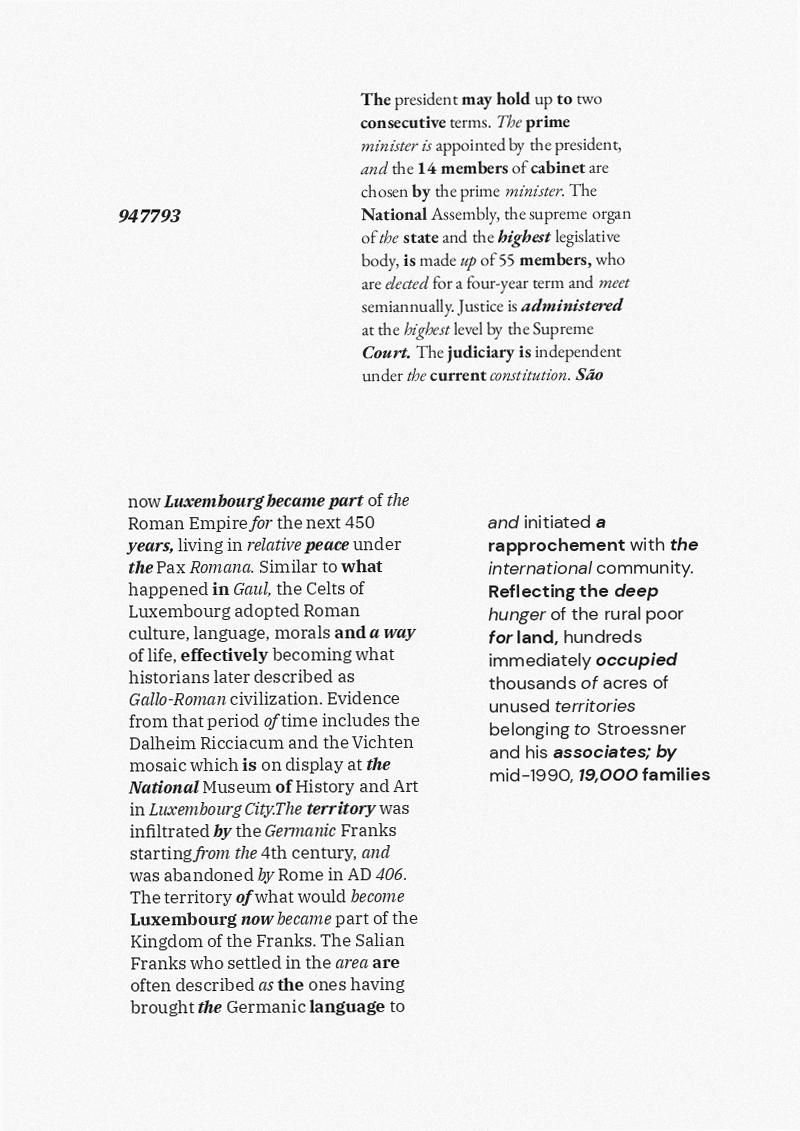 The president may hold up to two
consecutive terms. The prime
minister is appointed by the president,
and the 14 members of cabinet are
chosen by the prime minister. The
National Assembly, the supreme organ
of the state and the highest legislative
body, is made up of 55 members, who
are elected for a four-year term and meet
semiannually. Justice is administered
at the highest level by the Supreme
Court. The judiciary is independent
under the current constitution. São
947793
now Luxembourg became part of the
Roman Empire for the next 450
years, living in relative peace under
the Pax Romana. Similar to what
happened in Gaul, the Celts of
Luxembourg adopted Roman
culture, language, morals and a way
of life, effectively becoming what
historians later described as
Gallo-Roman civilization. Evidence
from that period of time includes the
Dalheim Ricciacum and the Vichten
mosaic which is on display at the
National Museum of History and Art
in Luxembourg City.The territory was
infiltrated by the Germanic Franks
starting from the 4th century, and
was abandoned by Rome in AD 406.
The territory of what would become
Luxembourg now became part of the
Kingdom of the Franks. The Salian
Franks who settled in the area are
often described as the ones having
brought the Germanic language to
and initiated a
rapprochement with the
international community.
Reflecting the deep
hunger of the rural poor
for land, hundreds
immediately occupied
thousands of acres of
unused territories
belonging to Stroessner
and his associates; by
mid-1990, 19,000 families